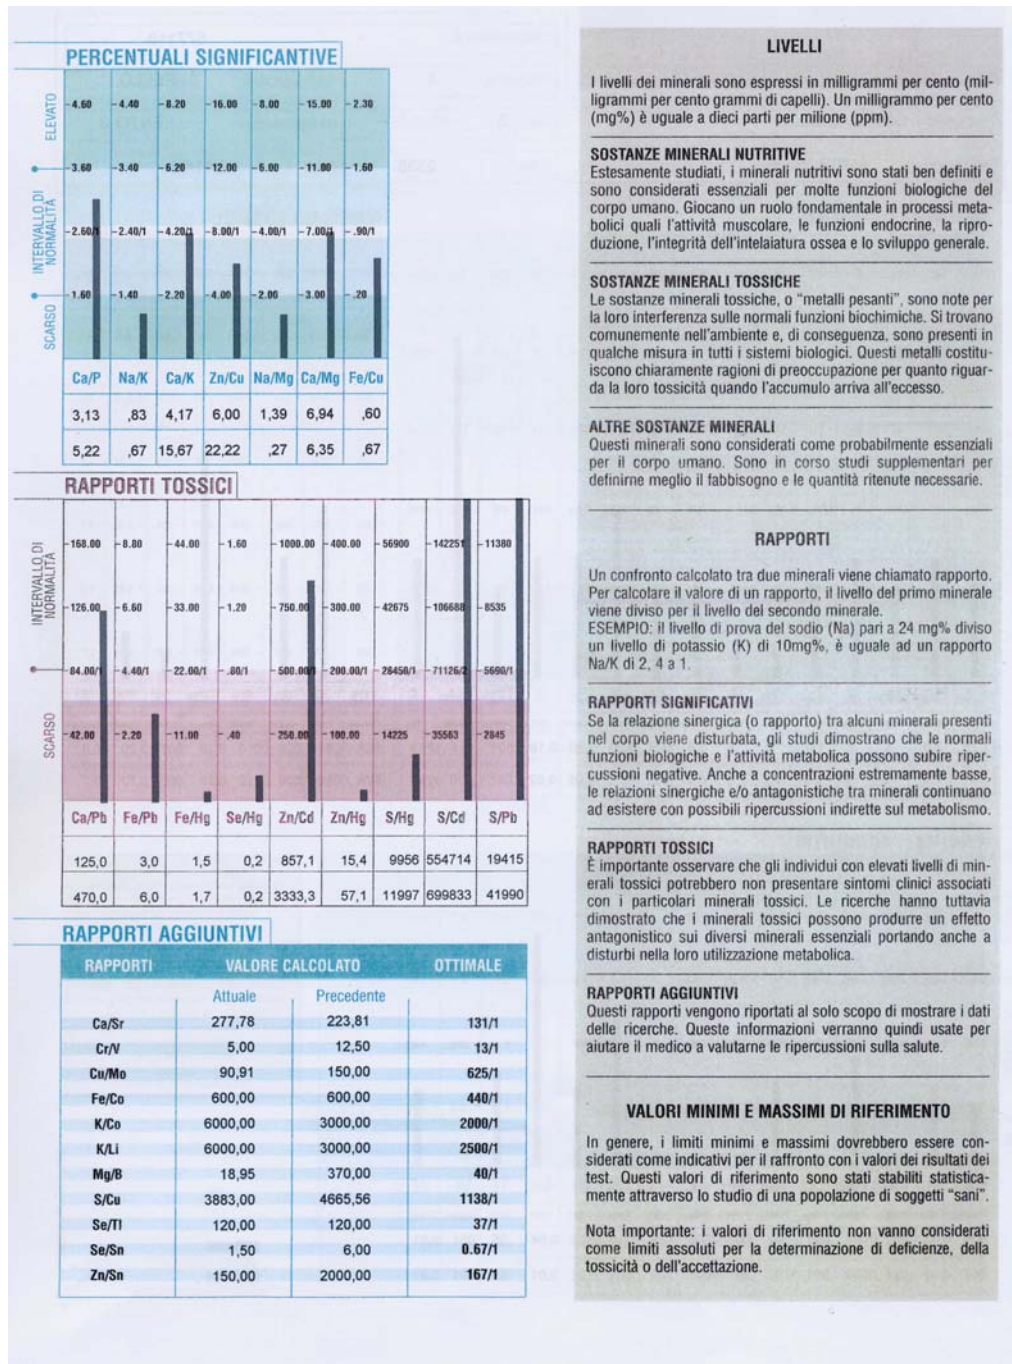 PERCENTUALI SIGNIFICANTIVE
ELEVATO
INTERVALLO DI NORMALITÀ
SCARSO
4.60 4.40 8.20 16.00 8.00 15.00 2.30
3.60 3.40 6.20 12.00 6.00 11.00 1.60
2.60/1 2.40/1 4.20/1 8.00/1 4.00/1 7.00/1 .90/1
1.60 1.40 2.20 4.00 2.00 3.00 .20
Ca/P Na/K Ca/K Zn/Cu Na/Mg Ca/Mg Fe/Cu
3,13 ,83 4,17 6,00 1,39 6,94 ,60
5,22 ,67 15,67 22,22 ,27 6,35 ,67
RAPPORTI TOSSICI
INTERVALLO DI NORMALITÀ
SCARSO
168.00 8.80 44.00 1.60 1000.00 400.00 56900 142251 11380
126.00 6.60 33.00 1.20 750.00 300.00 42675 106688 8535
84.00/1 4.40/1 22.00/1 .80/1 500.00/1 200.00/1 28450/1 71126/1 5690/1
42.00 2.20 11.00 .40 250.00 100.00 14225 35563 2845
Ca/Pb Fe/Pb Fe/Hg Se/Hg Zn/Cd Zn/Hg S/Hg S/Cd S/Pb
125,0 3,0 1,5 0,2 857,1 15,4 9956 554714 19415
470,0 6,0 1,7 0,2 3333,3 57,1 11997 699833 41990
RAPPORTI AGGIUNTIVI
RAPPORTI VALORE CALCOLATO OTTIMALE
Attuale Precedente
Ca/Sr 277,78 223,81 131/1
Cr/V 5,00 12,50 13/1
Cu/Mo 90,91 150,00 625/1
Fe/Co 600,00 600,00 440/1
K/Co 6000,00 3000,00 2000/1
K/Li 6000,00 3000,00 2500/1
Mg/B 18,95 370,00 40/1
S/Cu 3883,00 4665,56 1138/1
Se/Tl 120,00 120,00 37/1
Se/Sn 1,50 6,00 0.67/1
Zn/Sn 150,00 2000,00 167/1
LIVELLI
I livelli dei minerali sono espressi in milligrammi per cento (mil-
ligrammi per cento grammi di capelli). Un milligrammo per cento
(mg%) è uguale a dieci parti per milione (ppm).
SOSTANZE MINERALI NUTRITIVE
Estesamente studiati, i minerali nutritivi sono stati ben definiti e
sono considerati essenziali per molte funzioni biologiche del
corpo umano. Giocano un ruolo fondamentale in processi meta-
bolici quali l'attività muscolare, le funzioni endocrine, la ripro-
duzione, l'integrità dell'intelaiatura ossea e lo sviluppo generale.
SOSTANZE MINERALI TOSSICHE
Le sostanze minerali tossiche, o "metalli pesanti", sono note per
la loro interferenza sulle normali funzioni biochimiche. Si trovano
comunemente nell'ambiente e, di conseguenza, sono presenti in
qualche misura in tutti i sistemi biologici. Questi metalli costitu-
iscono chiaramente ragioni di preoccupazione per quanto riguar-
da la loro tossicità quando l'accumulo arriva all'eccesso.
ALTRE SOSTANZE MINERALI
Questi minerali sono considerati come probabilmente essenziali
per il corpo umano. Sono in corso studi supplementari per
definirne meglio il fabbisogno e le quantità ritenute necessarie.
RAPPORTI
Un confronto calcolato tra due minerali viene chiamato rapporto.
Per calcolare il valore di un rapporto, il livello del primo minerale
viene diviso per il livello del secondo minerale.
ESEMPIO: il livello di prova del sodio (Na) pari a 24 mg% diviso
un livello di potassio (K) di 10mg%, è uguale ad un rapporto
Na/K di 2, 4 a 1.
RAPPORTI SIGNIFICATIVI
Se la relazione sinergica (o rapporto) tra alcuni minerali presenti
nel corpo viene disturbata, gli studi dimostrano che le normali
funzioni biologiche e l'attività metabolica possono subire riper-
cussioni negative. Anche a concentrazioni estremamente basse,
le relazioni sinergiche e/o antagonistiche tra minerali continuano
ad esistere con possibili ripercussioni indirette sul metabolismo.
RAPPORTI TOSSICI
È importante osservare che gli individui con elevati livelli di min-
erali tossici potrebbero non presentare sintomi clinici associati
con i particolari minerali tossici. Le ricerche hanno tuttavia
dimostrato che i minerali tossici possono produrre un effetto
antagonistico sui diversi minerali essenziali portando anche a
disturbi nella loro utilizzazione metabolica.
RAPPORTI AGGIUNTIVI
Questi rapporti vengono riportati al solo scopo di mostrare i dati
delle ricerche. Queste informazioni verranno quindi usate per
aiutare il medico a valutarne le ripercussioni sulla salute.
VALORI MINIMI E MASSIMI DI RIFERIMENTO
In genere, i limiti minimi e massimi dovrebbero essere con-
siderati come indicativi per il raffronto con i valori dei risultati dei
test. Questi valori di riferimento sono stati stabiliti statistica-
mente attraverso lo studio di una popolazione di soggetti "sani".
Nota importante: i valori di riferimento non vanno considerati
come limiti assoluti per la determinazione di deficienze, della
tossicità o dell'accettazione.